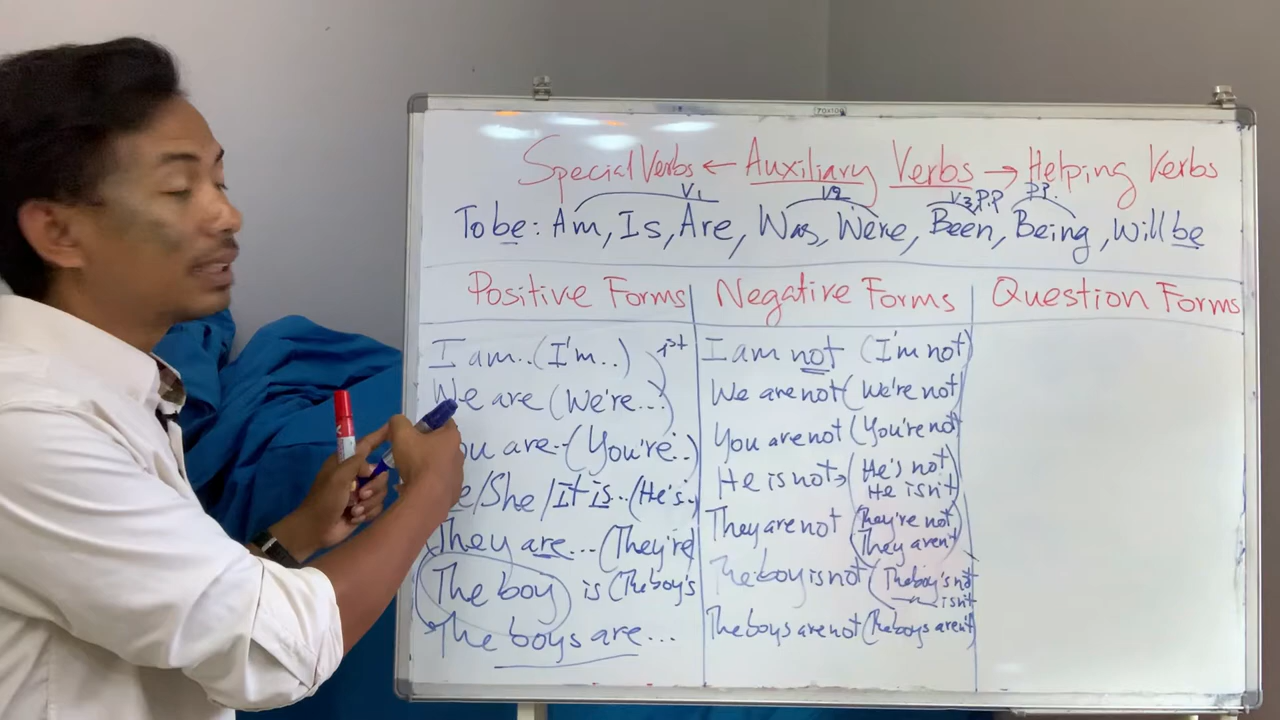 Special Verbs ← Auxiliary Verbs → Helping Verbs
V1 V2 V3 P.P P.P.
To be: Am, Is, Are, Was, Were, Been, Being, Will be
Positive Forms
I am.. (I'm..) 1st
We are (We're...)
You are.. (You're..)
He/She/It is.. (He's..
They are... (They're)
The boy is (The boy's
The boys are...
Negative Forms
I am not (I'm not)
We are not (We're not)
You are not (You're not)
He is not → (He's not)
He isn't
They are not (They're not)
(They aren't)
The boy is not (The boy's not
isn't
The boys are not (The boys aren't)
Question Forms